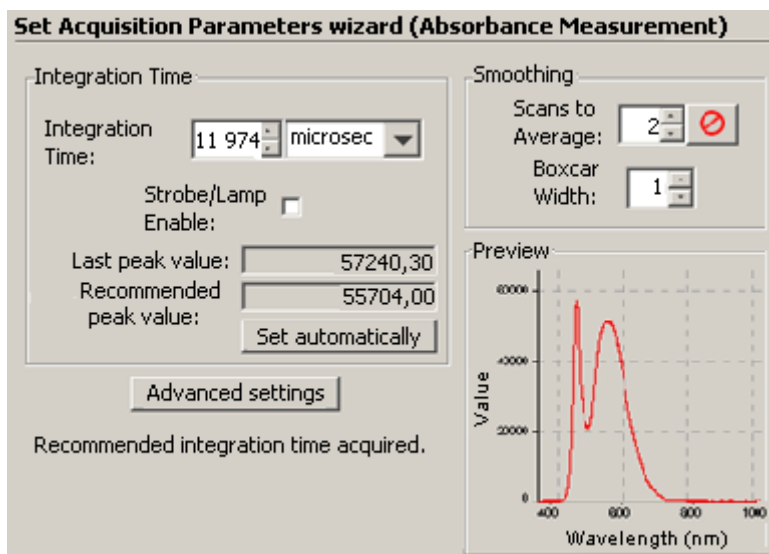 Set Acquisition Parameters wizard (Absorbance Measurement)
Integration Time
Integration Time:
11 974
microsec
Strobe/Lamp Enable:
Last peak value:
57240,30
Recommended peak value:
55704,00
Set automatically
Advanced settings
Recommended integration time acquired.
Smoothing
Scans to Average:
2
Boxcar Width:
1
Preview
Value
60000
40000
20000
0
400 600 800 1000
Wavelength (nm)